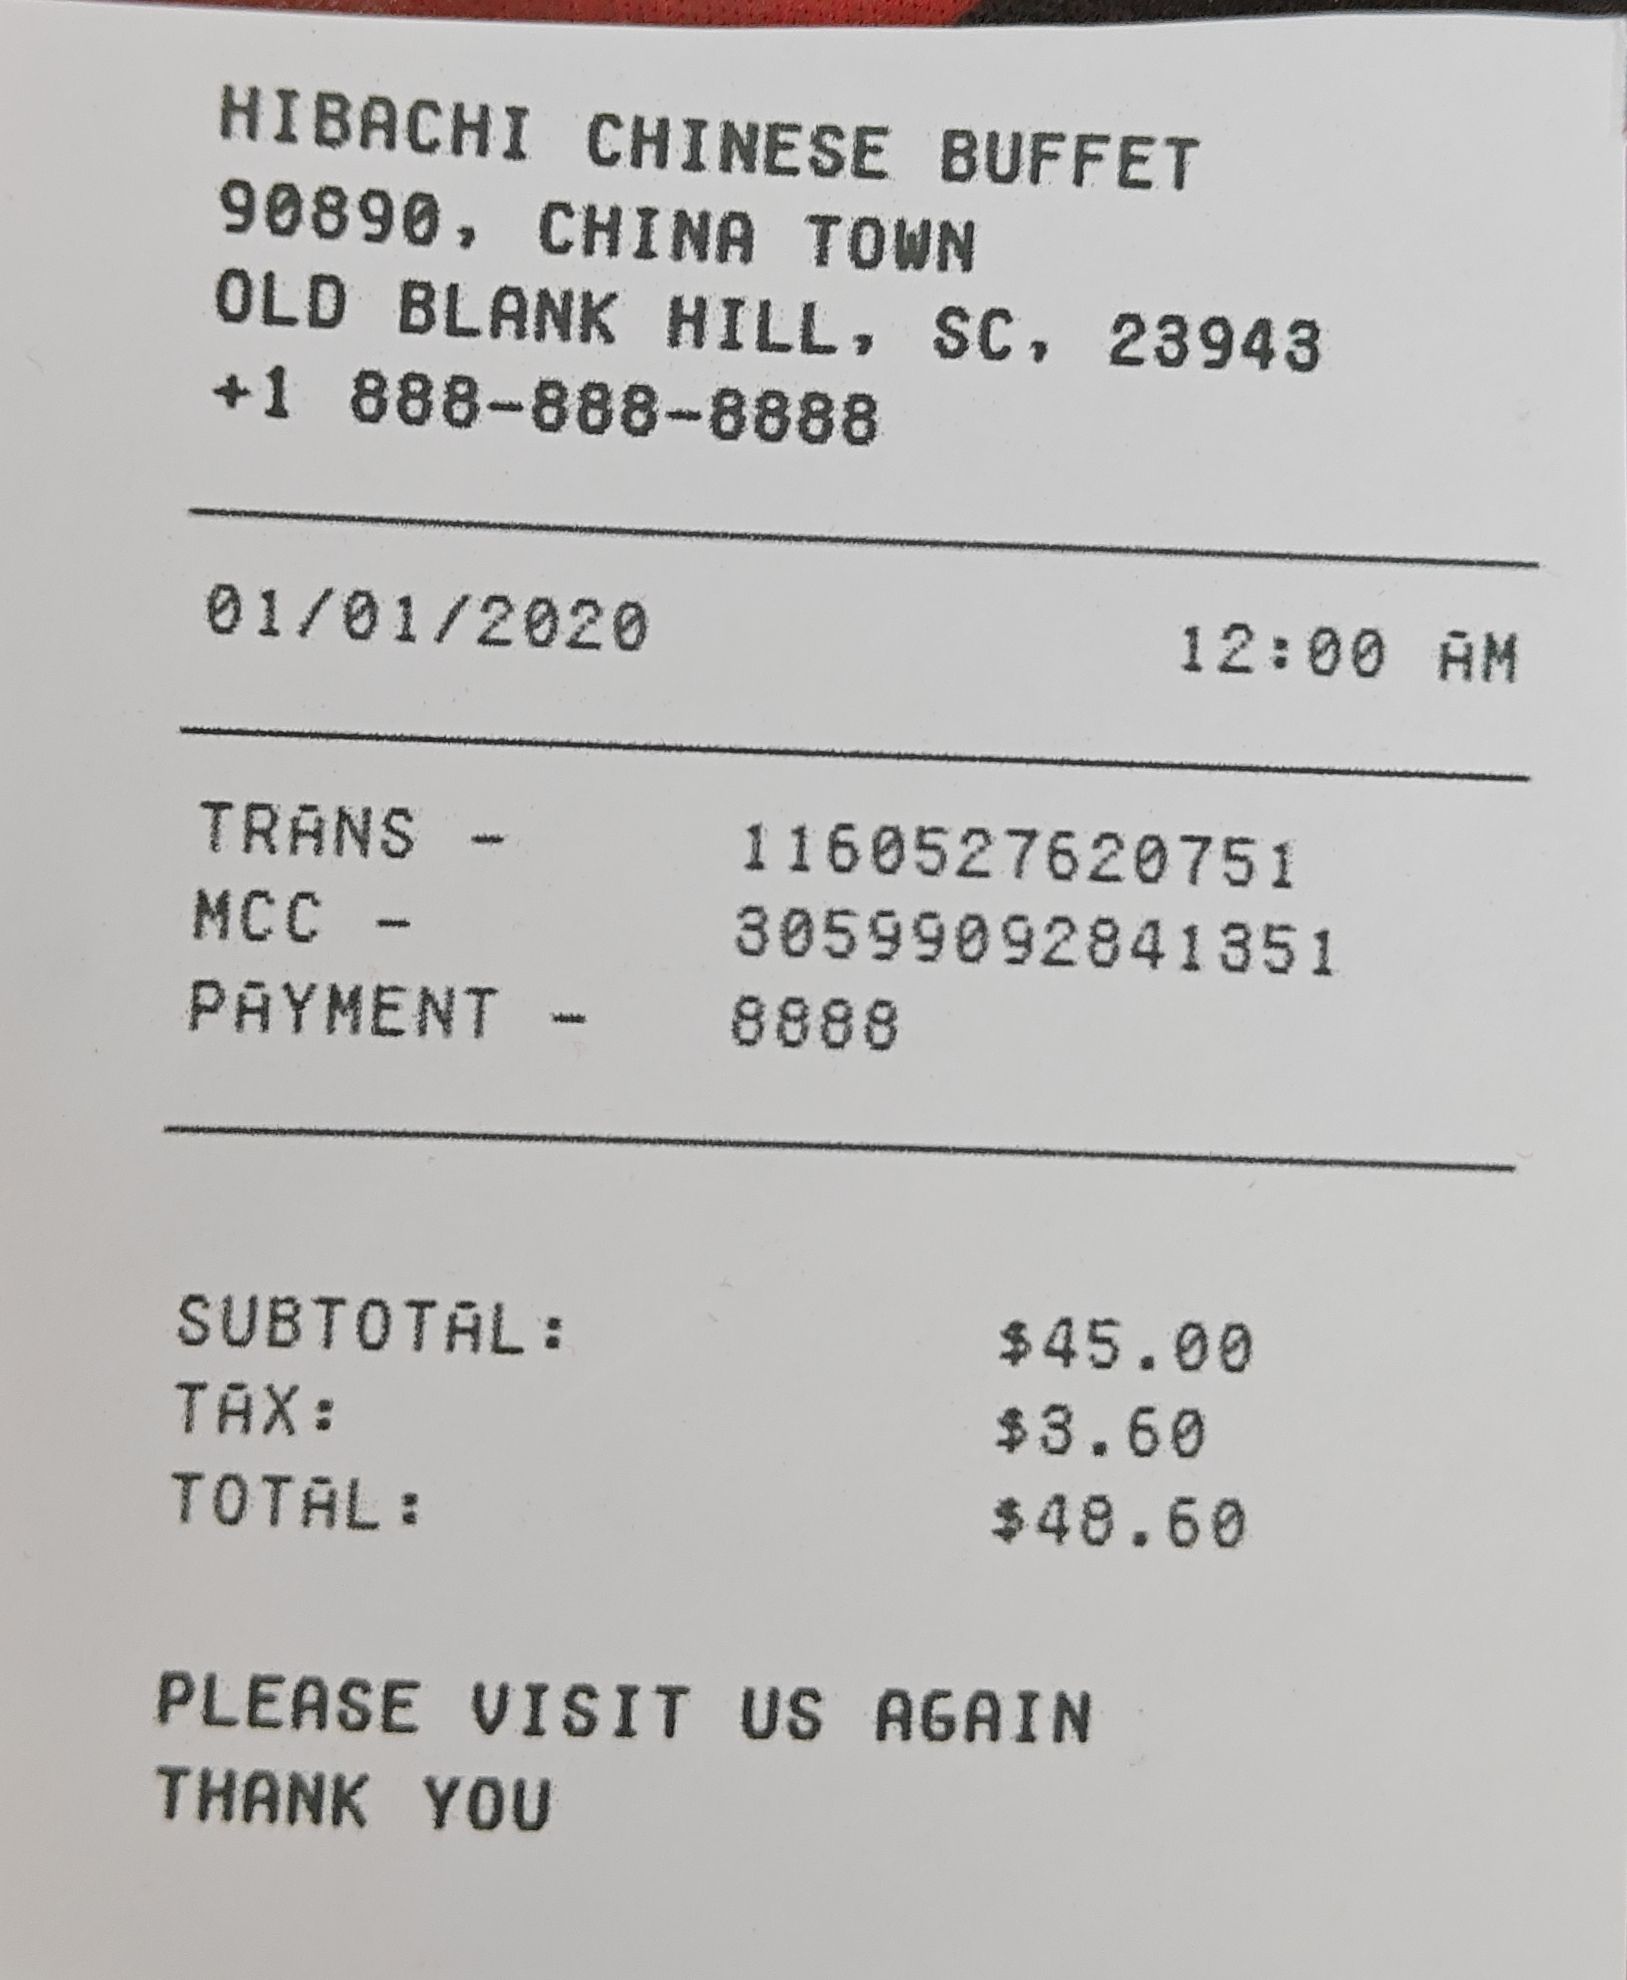 HIBACHI CHINESE BUFFET
90890, CHINA TOWN
OLD BLANK HILL, SC, 23943
+1 888-888-8888
01/01/2020 12:00 AM
TRANS - 1160527620751
MCC - 30599092841351
PAYMENT - 8888
SUBTOTAL: $45.00
TAX: $3.60
TOTAL: $48.60
PLEASE VISIT US AGAIN
THANK YOU